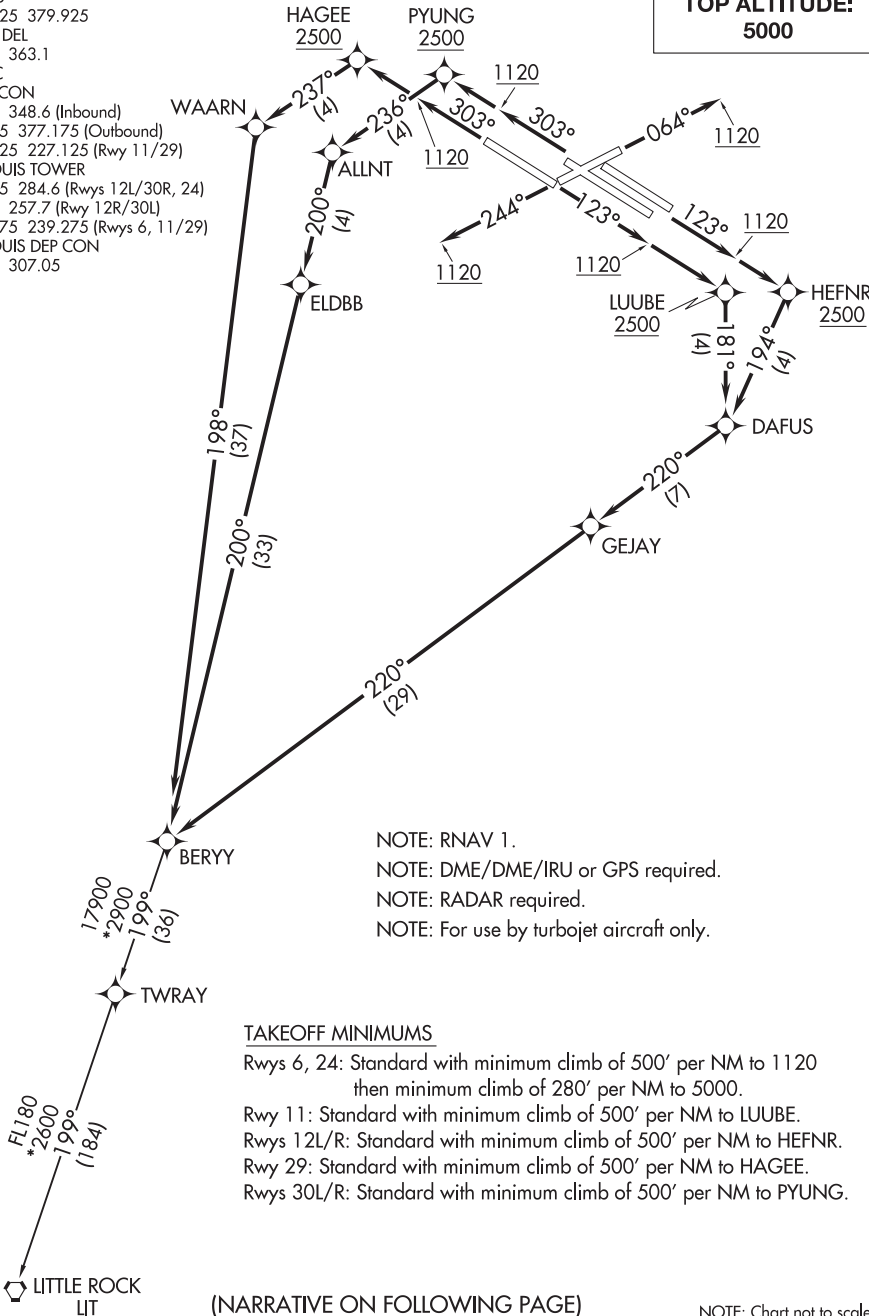 25 379.925
DEL
363.1
CON
348.6 (Inbound)
5 377.175 (Outbound)
25 227.125 (Rwy 11/29)
OUIS TOWER
5 284.6 (Rwys 12L/30R, 24)
257.7 (Rwy 12R/30L)
75 239.275 (Rwys 6, 11/29)
OUIS DEP CON
307.05
TOP ALTITUDE:
5000
HAGEE
2500
PYUNG
2500
WAARN
237°
(4)
236°
(4)
303°
1120
303°
1120
064°
1120
ALLNT
200°
(4)
244°
1120
123°
1120
123°
1120
ELDBB
LUUBE
2500
HEFNR
2500
181°
(4)
194°
(4)
DAFUS
198°
(37)
200°
(33)
220°
(7)
GEJAY
220°
(29)
BERYY
NOTE: RNAV 1.
NOTE: DME/DME/IRU or GPS required.
NOTE: RADAR required.
NOTE: For use by turbojet aircraft only.
17900
*2900
199°
(36)
TWRAY
TAKEOFF MINIMUMS
Rwys 6, 24: Standard with minimum climb of 500' per NM to 1120
then minimum climb of 280' per NM to 5000.
Rwy 11: Standard with minimum climb of 500' per NM to LUUBE.
Rwys 12L/R: Standard with minimum climb of 500' per NM to HEFNR.
Rwy 29: Standard with minimum climb of 500' per NM to HAGEE.
Rwys 30L/R: Standard with minimum climb of 500' per NM to PYUNG.
FL180
*2600
199°
(184)
LITTLE ROCK
LIT
(NARRATIVE ON FOLLOWING PAGE)
NOTE: Chart not to scale